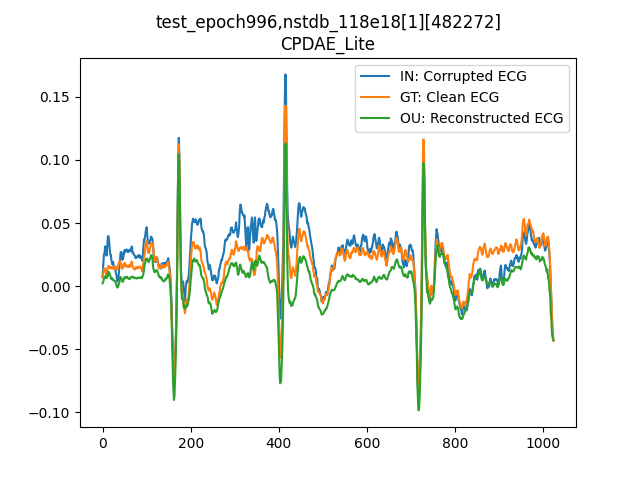 test_epoch996,nstdb_118e18[1][482272]
CPDAE_Lite
IN: Corrupted ECG
GT: Clean ECG
OU: Reconstructed ECG
0.15
0.10
0.05
0.00
−0.05
−0.10
0 200 400 600 800 1000